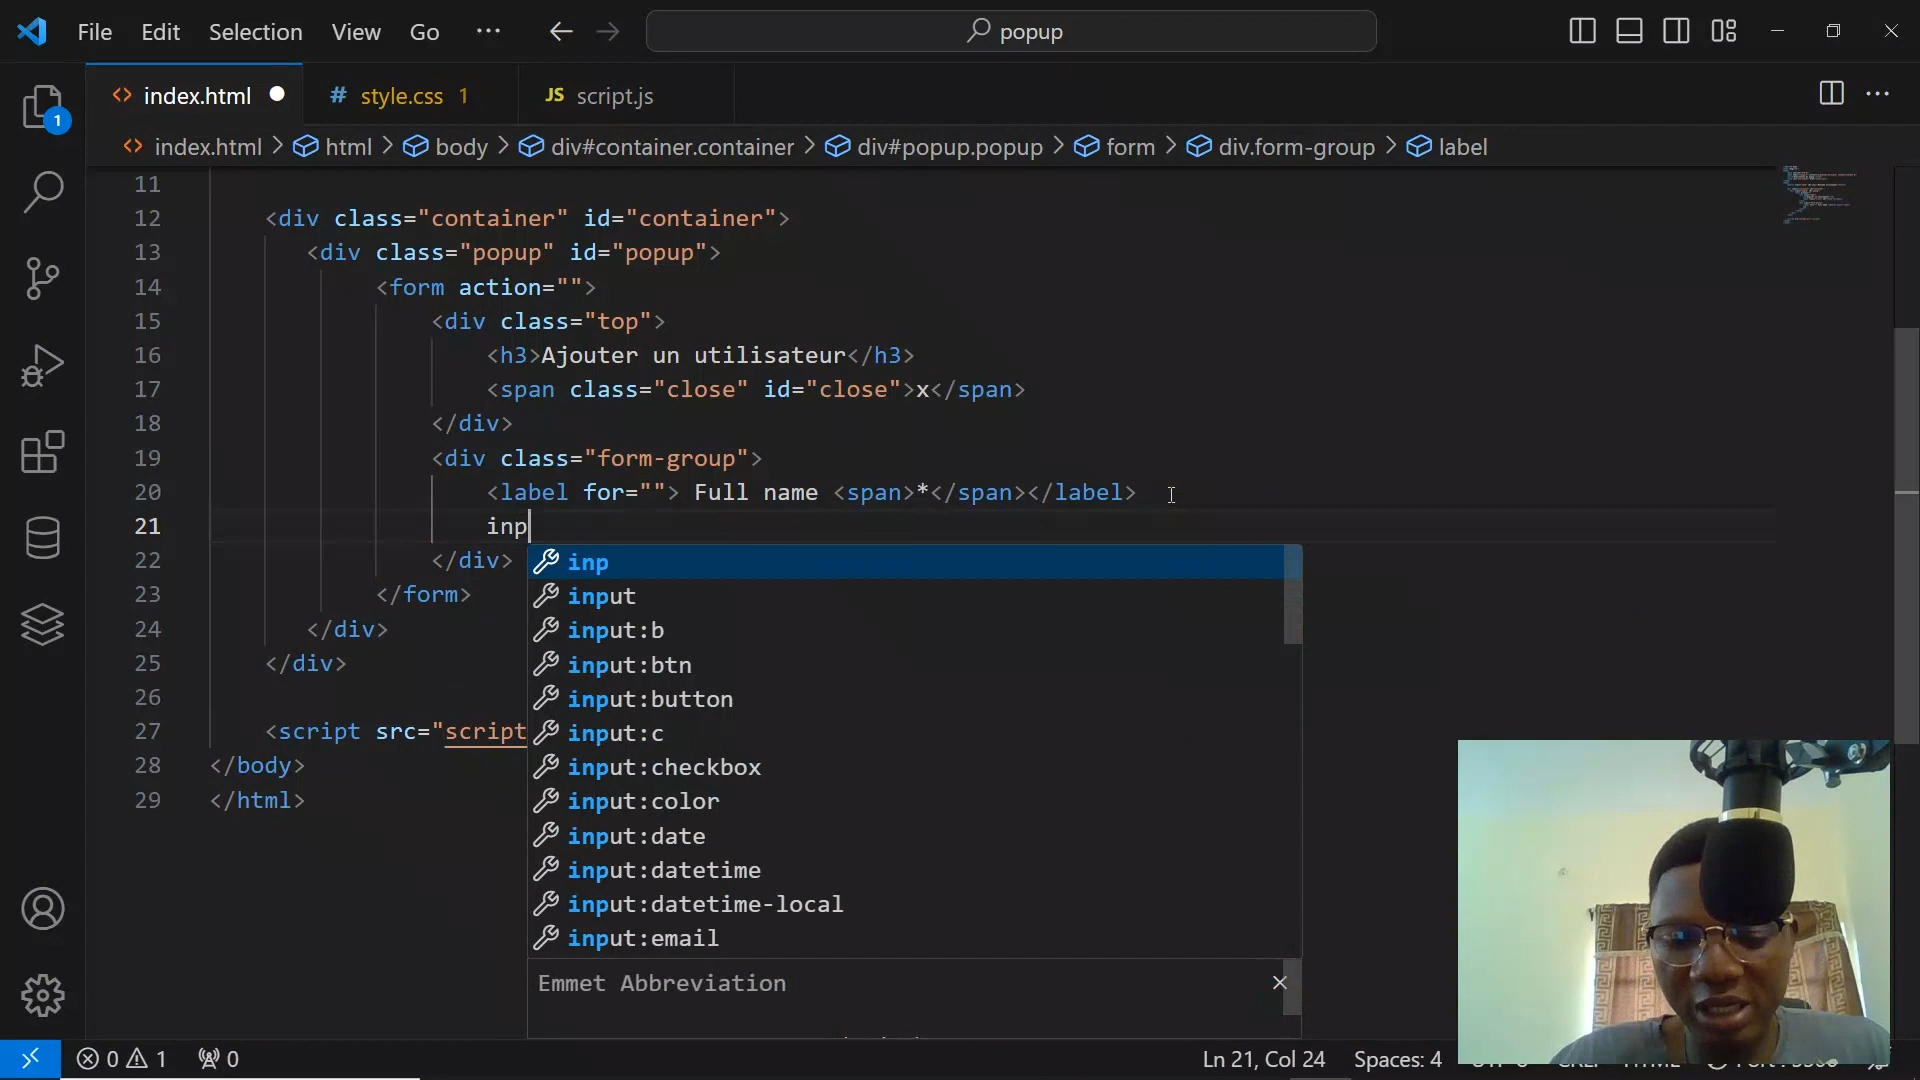 File Edit Selection View Go ··· popup
index.html style.css 1 JS script.js
index.html > html > body > div#container.container > div#popup.popup > form > div.form-group > label
11
12 <div class="container" id="container">
13 <div class="popup" id="popup">
14 <form action="">
15 <div class="top">
16 <h3>Ajouter un utilisateur</h3>
17 <span class="close" id="close">x</span>
18 </div>
19 <div class="form-group">
20 <label for=""> Full name <span>*</span></label>
21 inp
22 </div>
23 </form>
24 </div>
25 </div>
26
27 <script src="script
28 </body>
29 </html>
inp
input
input:b
input:btn
input:button
input:c
input:checkbox
input:color
input:date
input:datetime
input:datetime-local
input:email
Emmet Abbreviation
1
0 1 0 Ln 21, Col 24 Spaces: 4